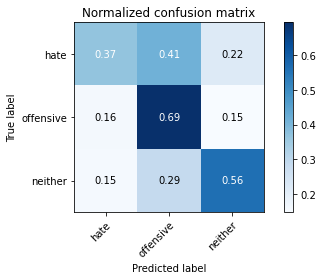 Normalized confusion matrix
True label
hate
0.37 0.41 0.22
offensive
0.16 0.69 0.15
neither
0.15 0.29 0.56
hate
offensive
neither
Predicted label
0.6
0.5
0.4
0.3
0.2